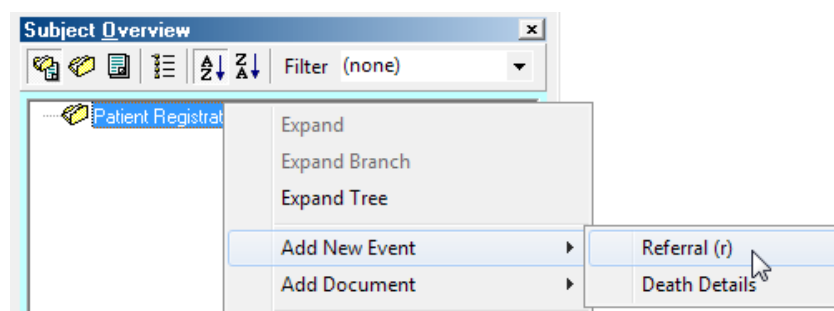 Subject Overview
Filter (none)
Patient Registrat
Expand
Expand Branch
Expand Tree
Add New Event
Referral (r)
Add Document
Death Details